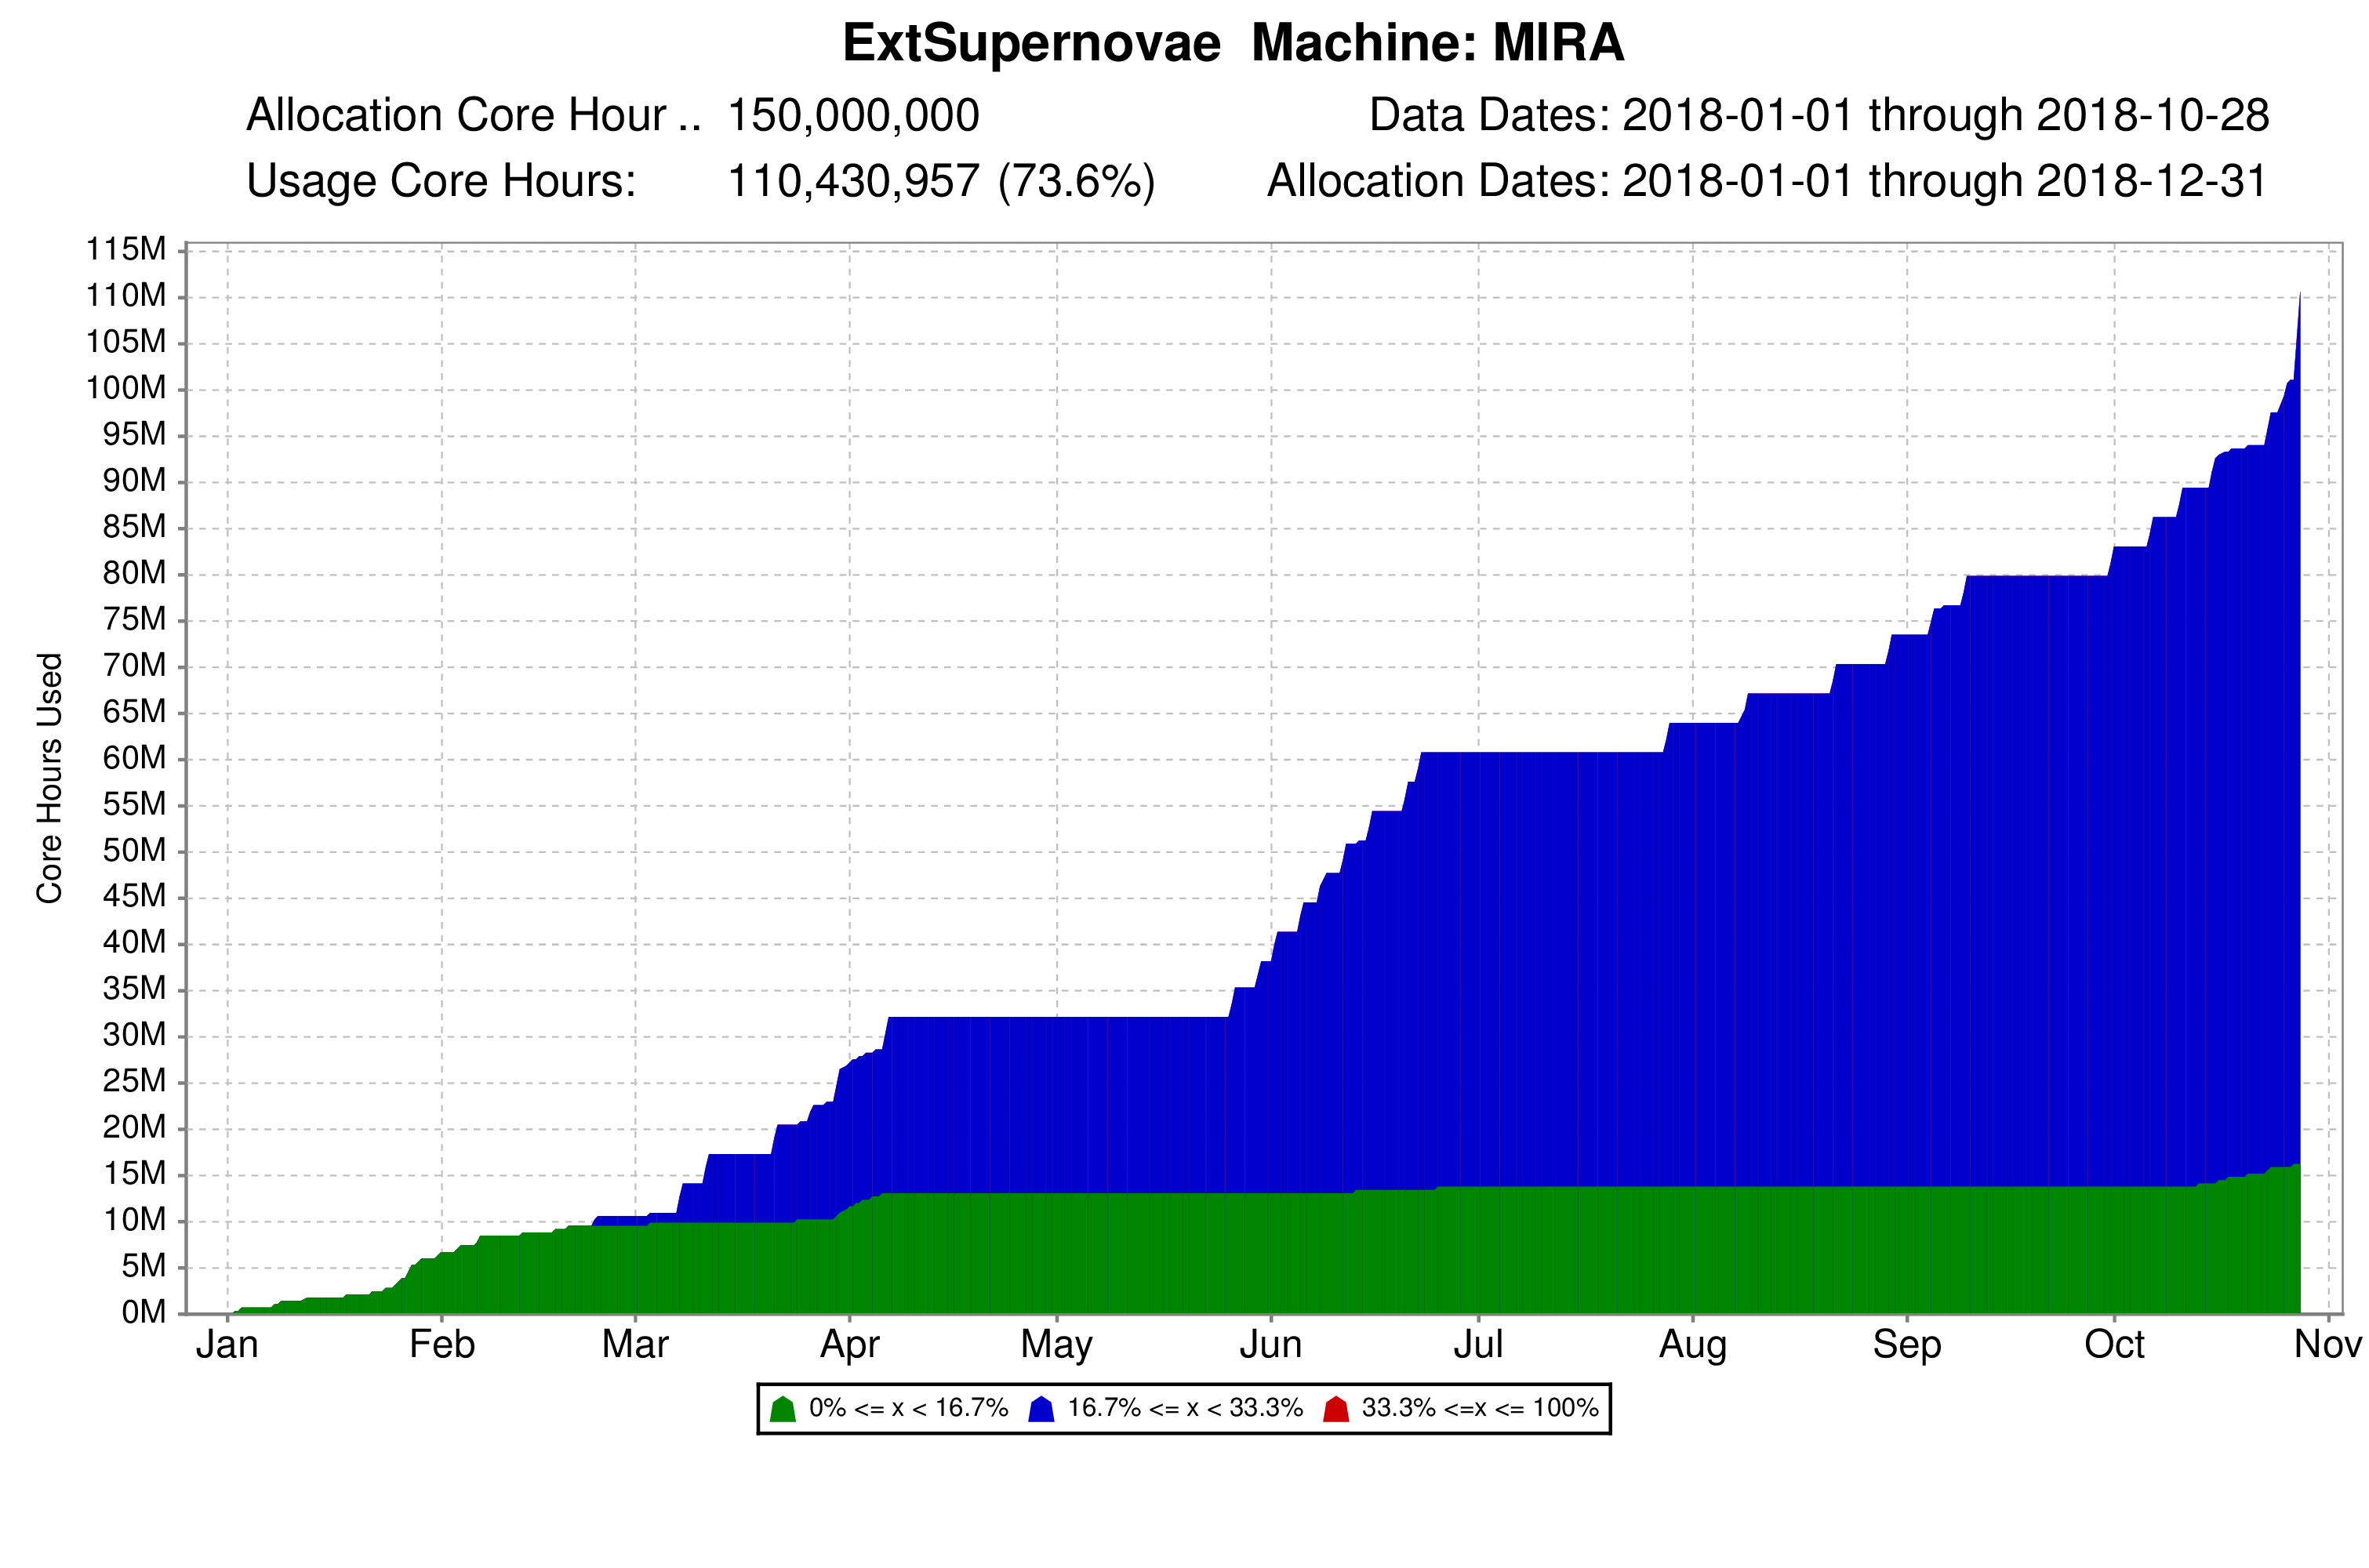 ExtSupernovae  Machine: MIRA
Allocation Core Hour .. 150,000,000 Data Dates: 2018-01-01 through 2018-10-28
Usage Core Hours: 110,430,957 (73.6%) Allocation Dates: 2018-01-01 through 2018-12-31
Core Hours Used
115M
110M
105M
100M
95M
90M
85M
80M
75M
70M
65M
60M
55M
50M
45M
40M
35M
30M
25M
20M
15M
10M
5M
0M
Jan Feb Mar Apr May Jun Jul Aug Sep Oct Nov
0% <= x < 16.7% 16.7% <= x < 33.3% 33.3% <=x <= 100%